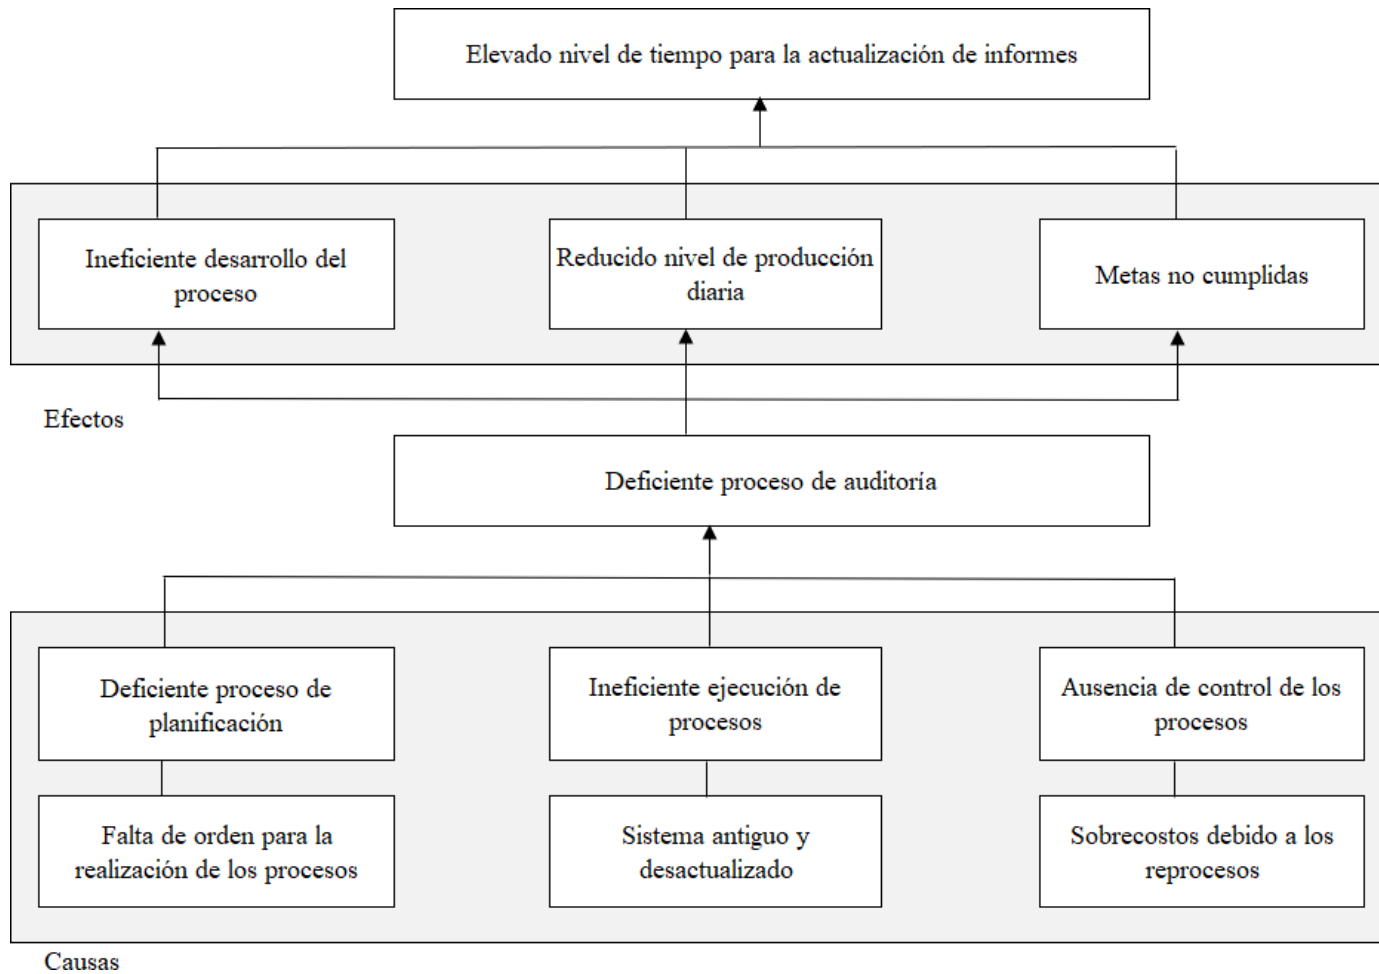 Elevado nivel de tiempo para la actualización de informes
Ineficiente desarrollo del
proceso
Reducido nivel de producción
diaria
Metas no cumplidas
Efectos
Deficiente proceso de auditoría
Deficiente proceso de
planificación
Ineficiente ejecución de
procesos
Ausencia de control de los
procesos
Falta de orden para la
realización de los procesos
Sistema antiguo y
desactualizado
Sobrecostos debido a los
reprocesos
Causas